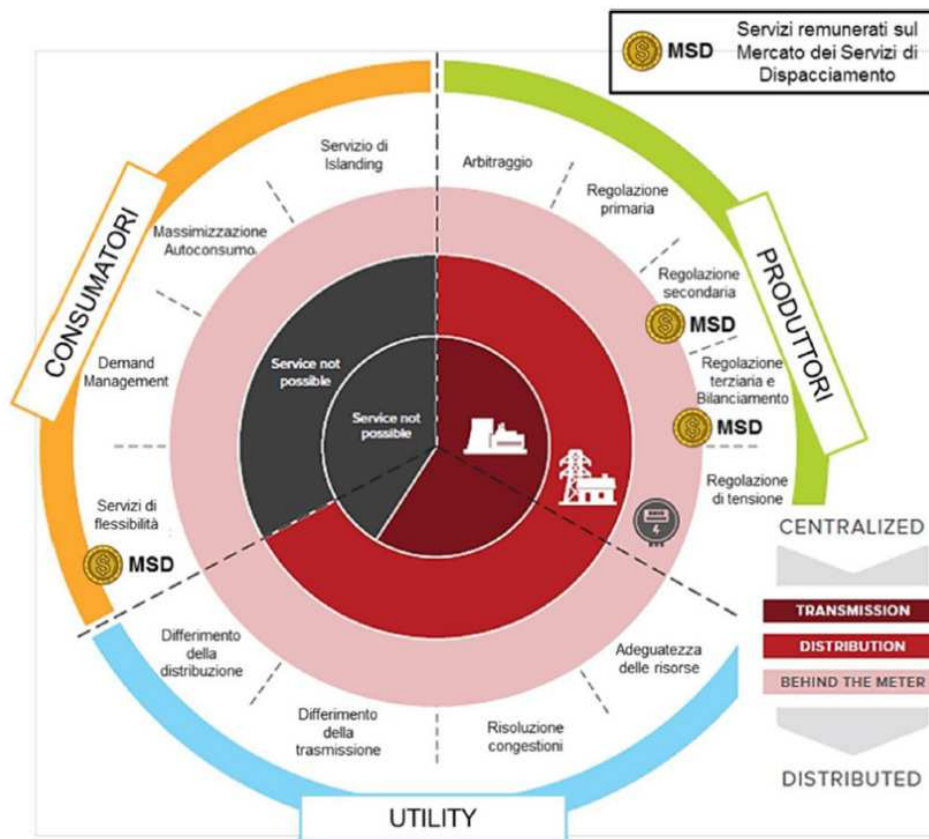 MSD
Servizi remunerati sul
Mercato dei Servizi di
Dispacciamento
CONSUMATORI
PRODUTTORI
UTILITY
Servizio di
Islanding
Arbitraggio
Regolazione
primaria
Massimizzazione
Autoconsumo
Regolazione
secondaria
MSD
Demand
Management
Regolazione
terziaria e
Bilanciamento
MSD
Regolazione
di tensione
Servizi di
flessibilità
MSD
Service not
possible
Service not
possible
Differimento
della
distribuzione
Differimento
della
trasmissione
Risoluzione
congestioni
Adeguatezza
delle risorse
CENTRALIZED
TRANSMISSION
DISTRIBUTION
BEHIND THE METER
DISTRIBUTED